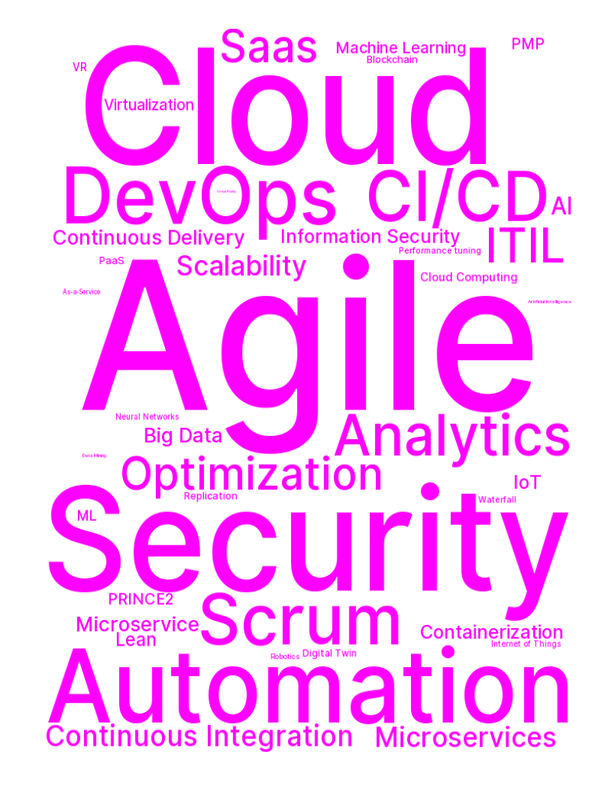 Saas
Machine Learning
PMP
Blockchain
VR
Cloud
Virtualization
DevOps
CI/CD
AI
Continuous Delivery
Information Security
ITIL
Performance tuning
PaaS
Scalability
Cloud Computing
As-a-Service
Artificial Intelligence
Agile
Neural Networks
Big Data
Analytics
Data Mining
Optimization
IoT
Replication
Waterfall
ML
Security
PRINCE2
Scrum
Microservice
Containerization
Lean
Internet of Things
Robotics
Digital Twin
Automation
Continuous Integration
Microservices